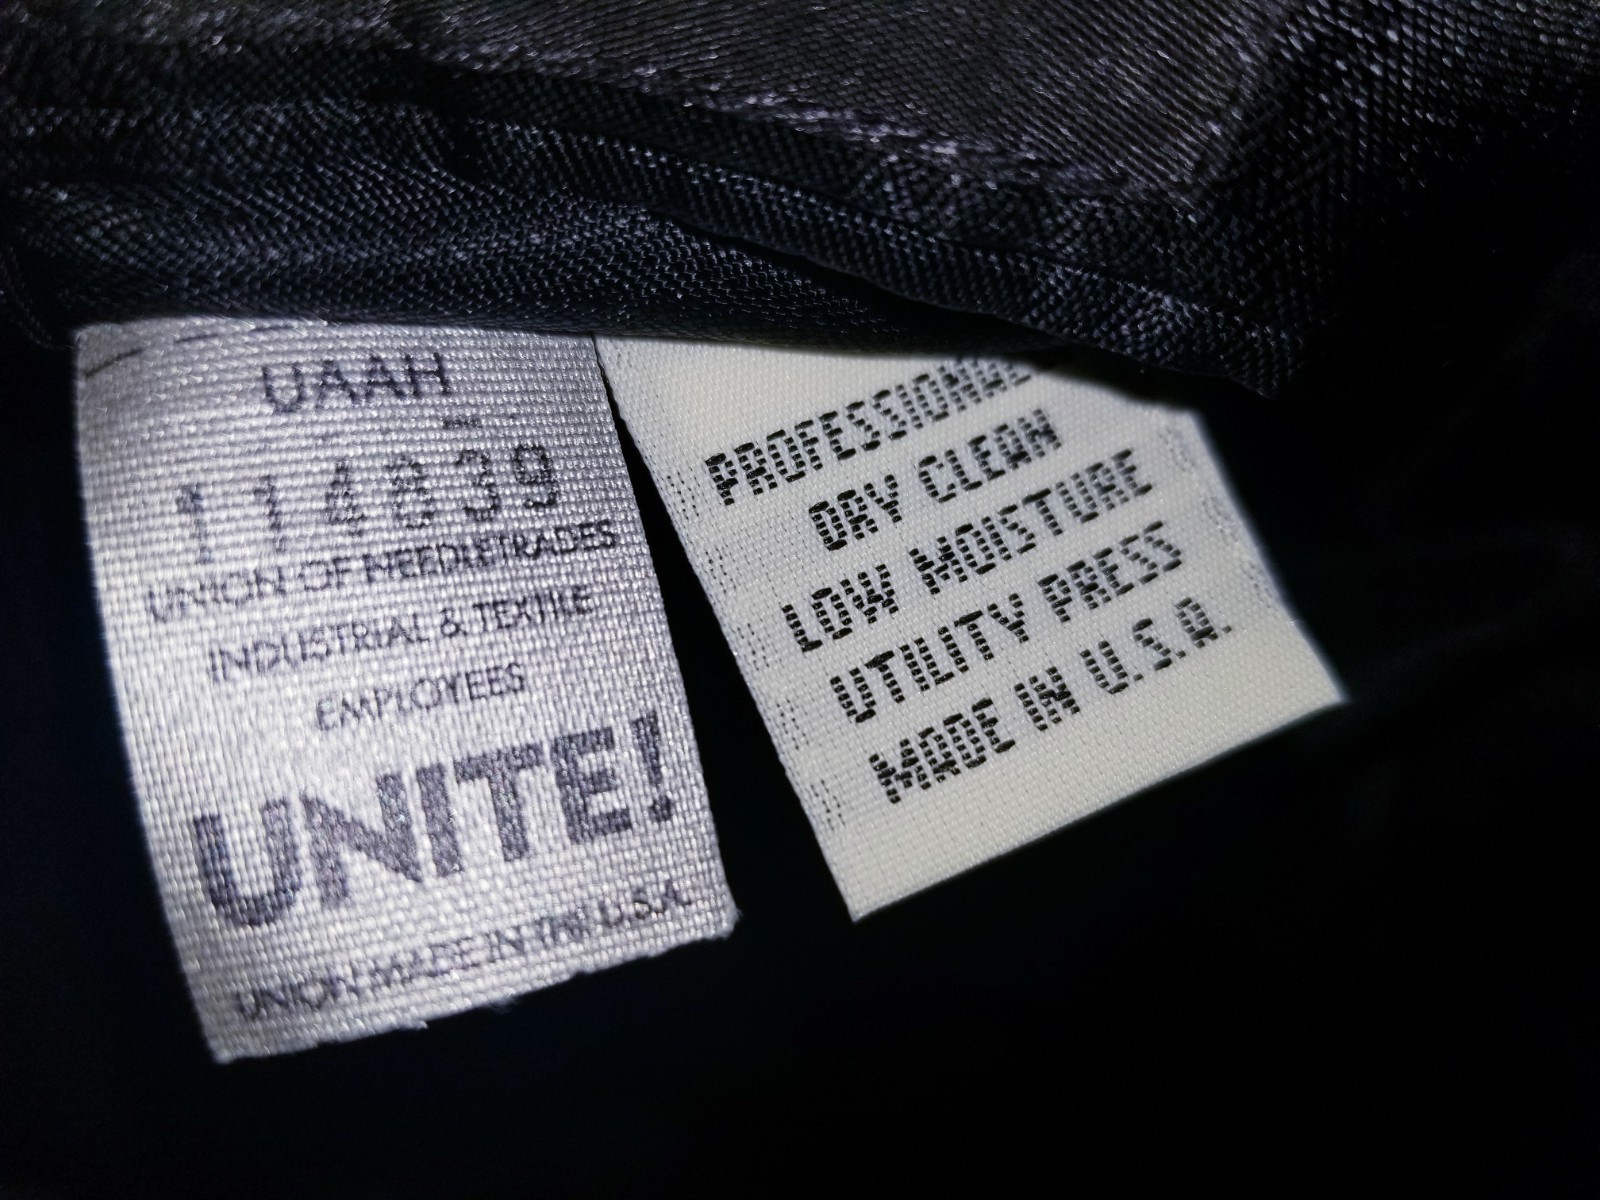 UAAH
114839
UNION OF NEEDLETRADES
INDUSTRIAL & TEXTILE
EMPLOYEES
UNITE!
UNION MADE IN THE U.S.A.
PROFESSIONAL
DRY CLEAN
LOW MOISTURE
UTILITY PRESS
MADE IN U.S.A.